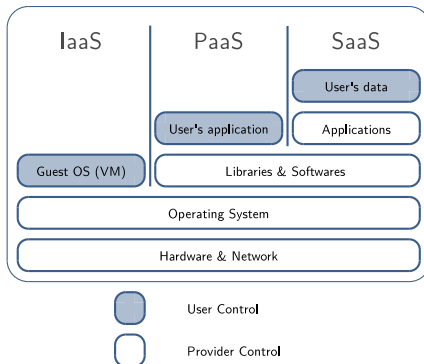 IaaS PaaS SaaS
User's data
User's application Applications
Guest OS (VM) Libraries & Softwares
Operating System
Hardware & Network
User Control
Provider Control